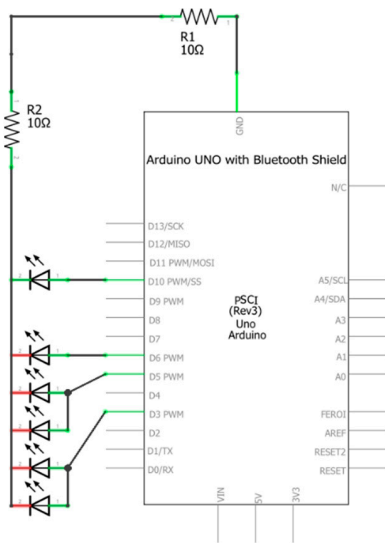 R1
10Ω
R2
10Ω
GND
Arduino UNO with Bluetooth Shield
N/C
D13/SCK
D12/MISO
D11 PWM/MOSI
D10 PWM/SS
D9 PWM
D8
D7
D6 PWM
D5 PWM
D4
D3 PWM
D2
D1/TX
D0/RX
PSCI
(Rev3)
Uno
Arduino
A5/SCL
A4/SDA
A3
A2
A1
A0
FEROI
AREF
RESET2
RESET
VIN
5V
3V3